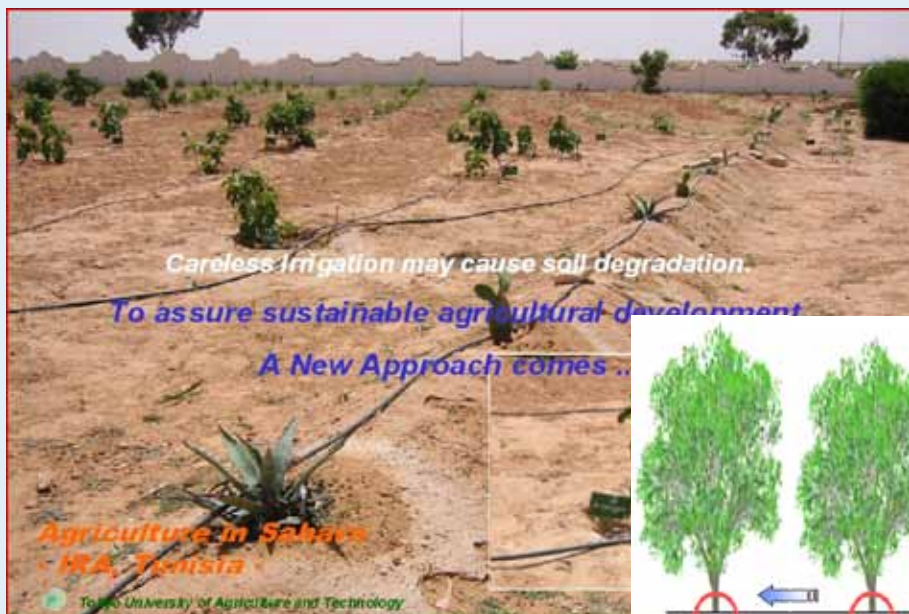 Careless Irrigation may cause soil degradation.
To assure sustainable agricultural development
A New Approach comes ..
Agriculture in Sahara
- IRA, Tunisia -
Tokyo University of Agriculture and Technology